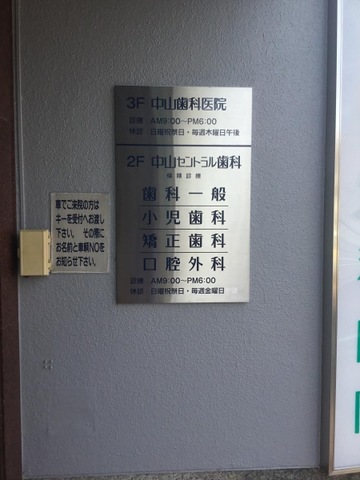 3F 中山歯科医院
診療 AM9:00〜PM6:00
休診 日曜祝祭日・毎週木曜日午後
2F 中山セントラル歯科
保険診療
歯科一般
小児歯科
矯正歯科
口腔外科
診療 AM9:00〜PM6:00
休診 日曜祝祭日・毎週金曜日
車でご来院の方は
キーを受付へお渡し
下さい。 その際に
お名前と車輌NOを
お知らせ下さい。